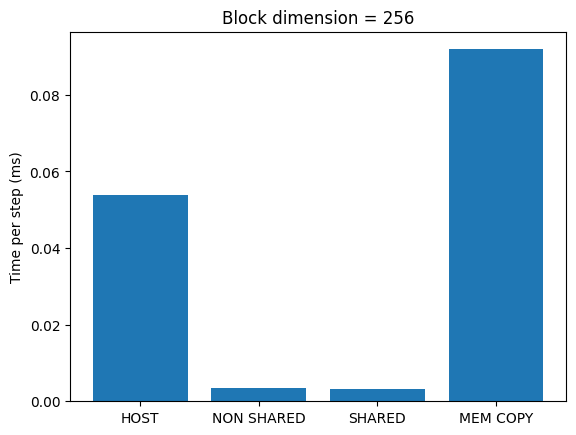 Block dimension = 256
Time per step (ms)
0.08
0.06
0.04
0.02
0.00
HOST
NON SHARED
SHARED
MEM COPY